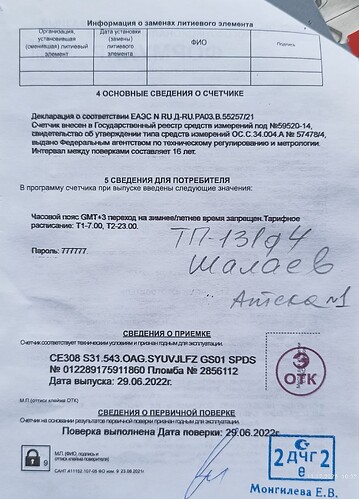 Информация о заменах литиевого элемента
Организация, установившая (сменившая) литиевый элемент
Дата установки (замены) литиевого элемента
ФИО
Подпись
4 ОСНОВНЫЕ СВЕДЕНИЯ О СЧЕТЧИКЕ
Декларация о соответствии ЕАЭС N RU Д-RU.РА03.В.55257/21
Счетчик внесен в Государственный реестр средств измерений под №59520-14,
свидетельство об утверждении типа средств измерений ОС.С.34.004.А № 57478/4,
выдано Федеральным агентством по техническому регулированию и метрологии.
Интервал между поверками составляет 16 лет.
5 СВЕДЕНИЯ ДЛЯ ПОТРЕБИТЕЛЯ
В программу счетчика при выпуске введены следующие значения:
Часовой пояс GMT+3 переход на зимнее/летнее время запрещен.Тарифное
расписание: Т1-7.00, Т2-23.00.
ТП-131д4
Пароль: 777777.
Шалаев
Аптека №1
СВЕДЕНИЯ О ПРИЕМКЕ
Счетчик соответствует техническим условиям и признан годным для эксплуатации.
CE308 S31.543.OAG.SYUVJLFZ GS01 SPDS
№ 012289175911860 Пломба № 2856112
Дата выпуска: 29.06.2022г.
Э
ОТК
М.П.(оттиск клейма ОТК)
СВЕДЕНИЯ О ПЕРВИЧНОЙ ПОВЕРКЕ
Счетчик на основании результатов первичной поверки признан годным для эксплуатации.
Поверка выполнена Дата поверки: 29.06.2022г.
9
М.П. (ФИО, подпись и оттиск клейма поверителя)
2 ДЧГ 2
в
Монгилева Е.В.